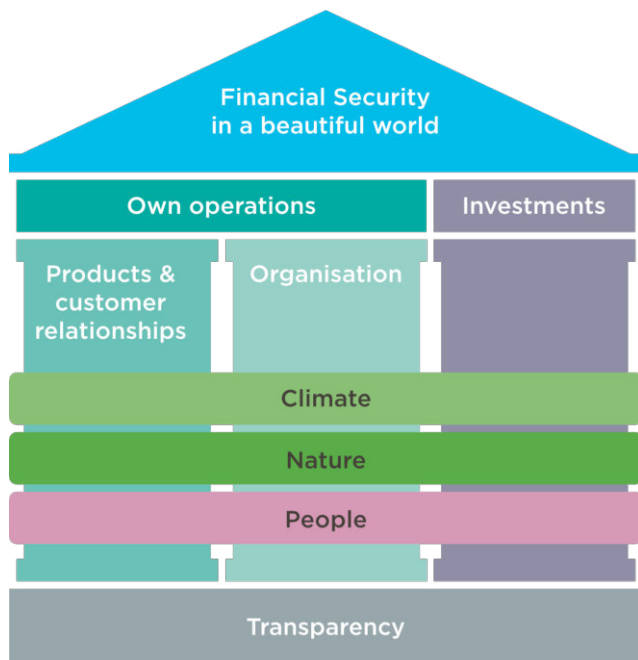 Financial Security
in a beautiful world
Own operations
Investments
Products &
customer
relationships
Organisation
Climate
Nature
People
Transparency